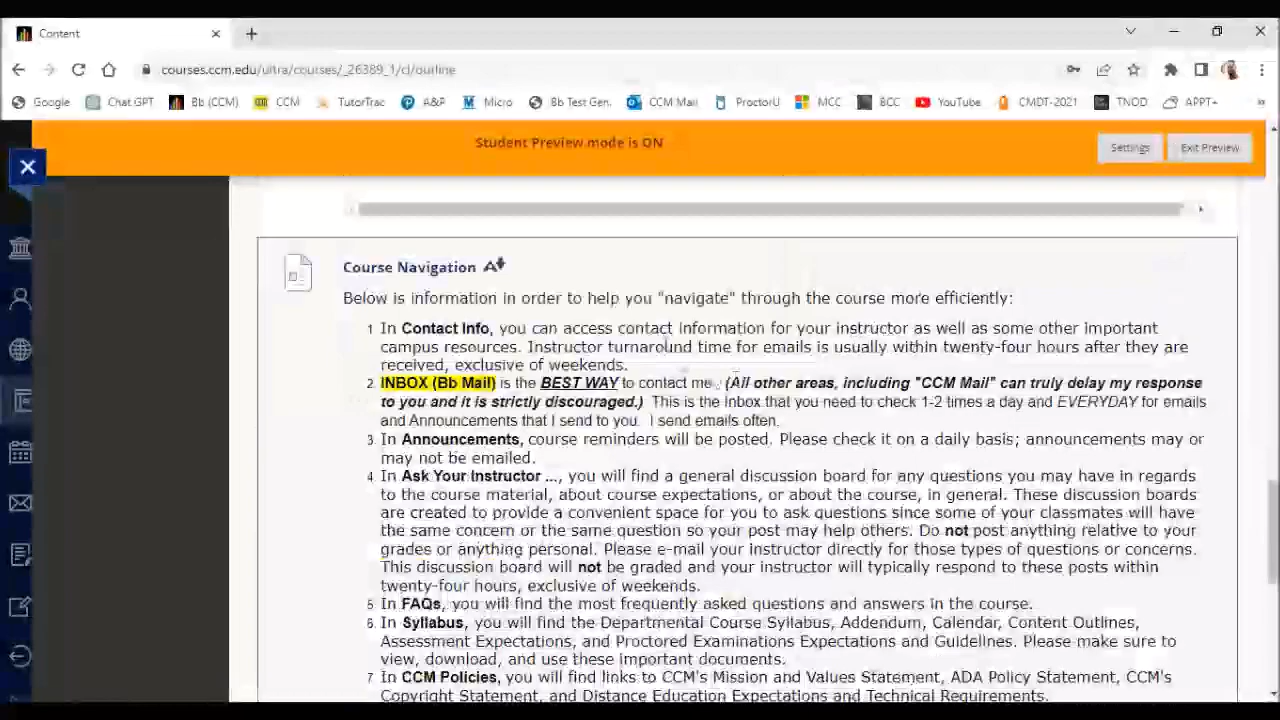 Content
courses.ccm.edu/ultra/courses/_26389_1/cl/outline
Google Chat GPT Bb (CCM) CCM TutorTrac A&P Micro Bb Test Gen. CCM Mail ProctorU MCC BCC YouTube CMDT-2021 TNOD APPT- »
Student Preview mode is ON
Settings Exit Preview
Course Navigation
Below is information in order to help you "navigate" through the course more efficiently:
1 In Contact Info, you can access contact information for your instructor as well as some other important
campus resources. Instructor turnaround time for emails is usually within twenty-four hours after they are
received, exclusive of weekends.
2 INBOX (Bb Mail) is the BEST WAY to contact me. (All other areas, including "CCM Mail" can truly delay my response
to you and it is strictly discouraged.) This is the Inbox that you need to check 1-2 times a day and EVERYDAY for emails
and Announcements that I send to you. I send emails often.
3 In Announcements, course reminders will be posted. Please check it on a daily basis; announcements may or
may not be emailed.
4 In Ask Your Instructor ..., you will find a general discussion board for any questions you may have in regards
to the course material, about course expectations, or about the course, in general. These discussion boards
are created to provide a convenient space for you to ask questions since some of your classmates will have
the same concern or the same question so your post may help others. Do not post anything relative to your
grades or anything personal. Please e-mail your instructor directly for those types of questions or concerns.
This discussion board will not be graded and your instructor will typically respond to these posts within
twenty-four hours, exclusive of weekends.
5 In FAQs, you will find the most frequently asked questions and answers in the course.
6 In Syllabus, you will find the Departmental Course Syllabus, Addendum, Calendar, Content Outlines,
Assessment Expectations, and Proctored Examinations Expectations and Guidelines. Please make sure to
view, download, and use these important documents.
7 In CCM Policies, you will find links to CCM's Mission and Values Statement, ADA Policy Statement, CCM's
Copyright Statement, and Distance Education Expectations and Technical Requirements.